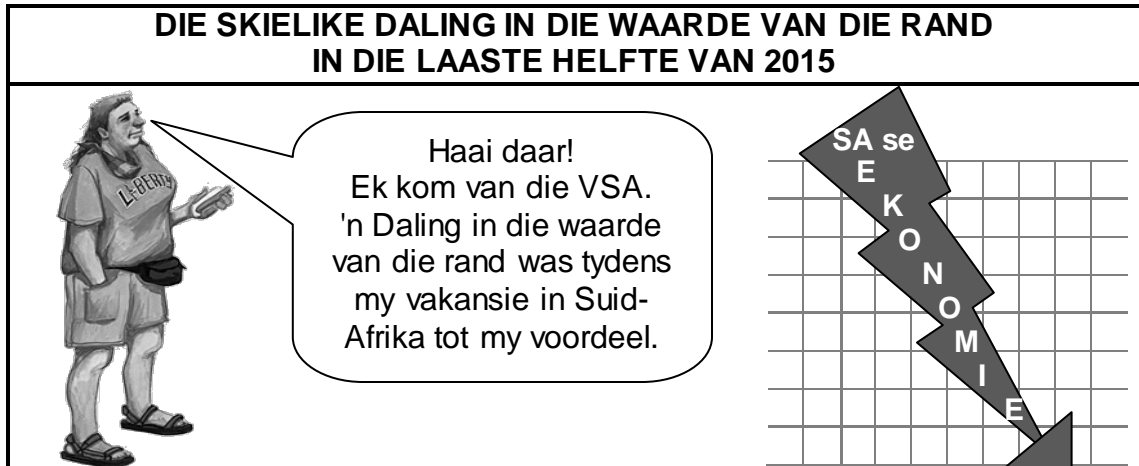 DIE SKIELIKE DALING IN DIE WAARDE VAN DIE RAND
IN DIE LAASTE HELFTE VAN 2015
Haai daar!
Ek kom van die VSA.
'n Daling in die waarde
van die rand was tydens
my vakansie in Suid-
Afrika tot my voordeel.
LIBERTY
SA se
EKONOMIE